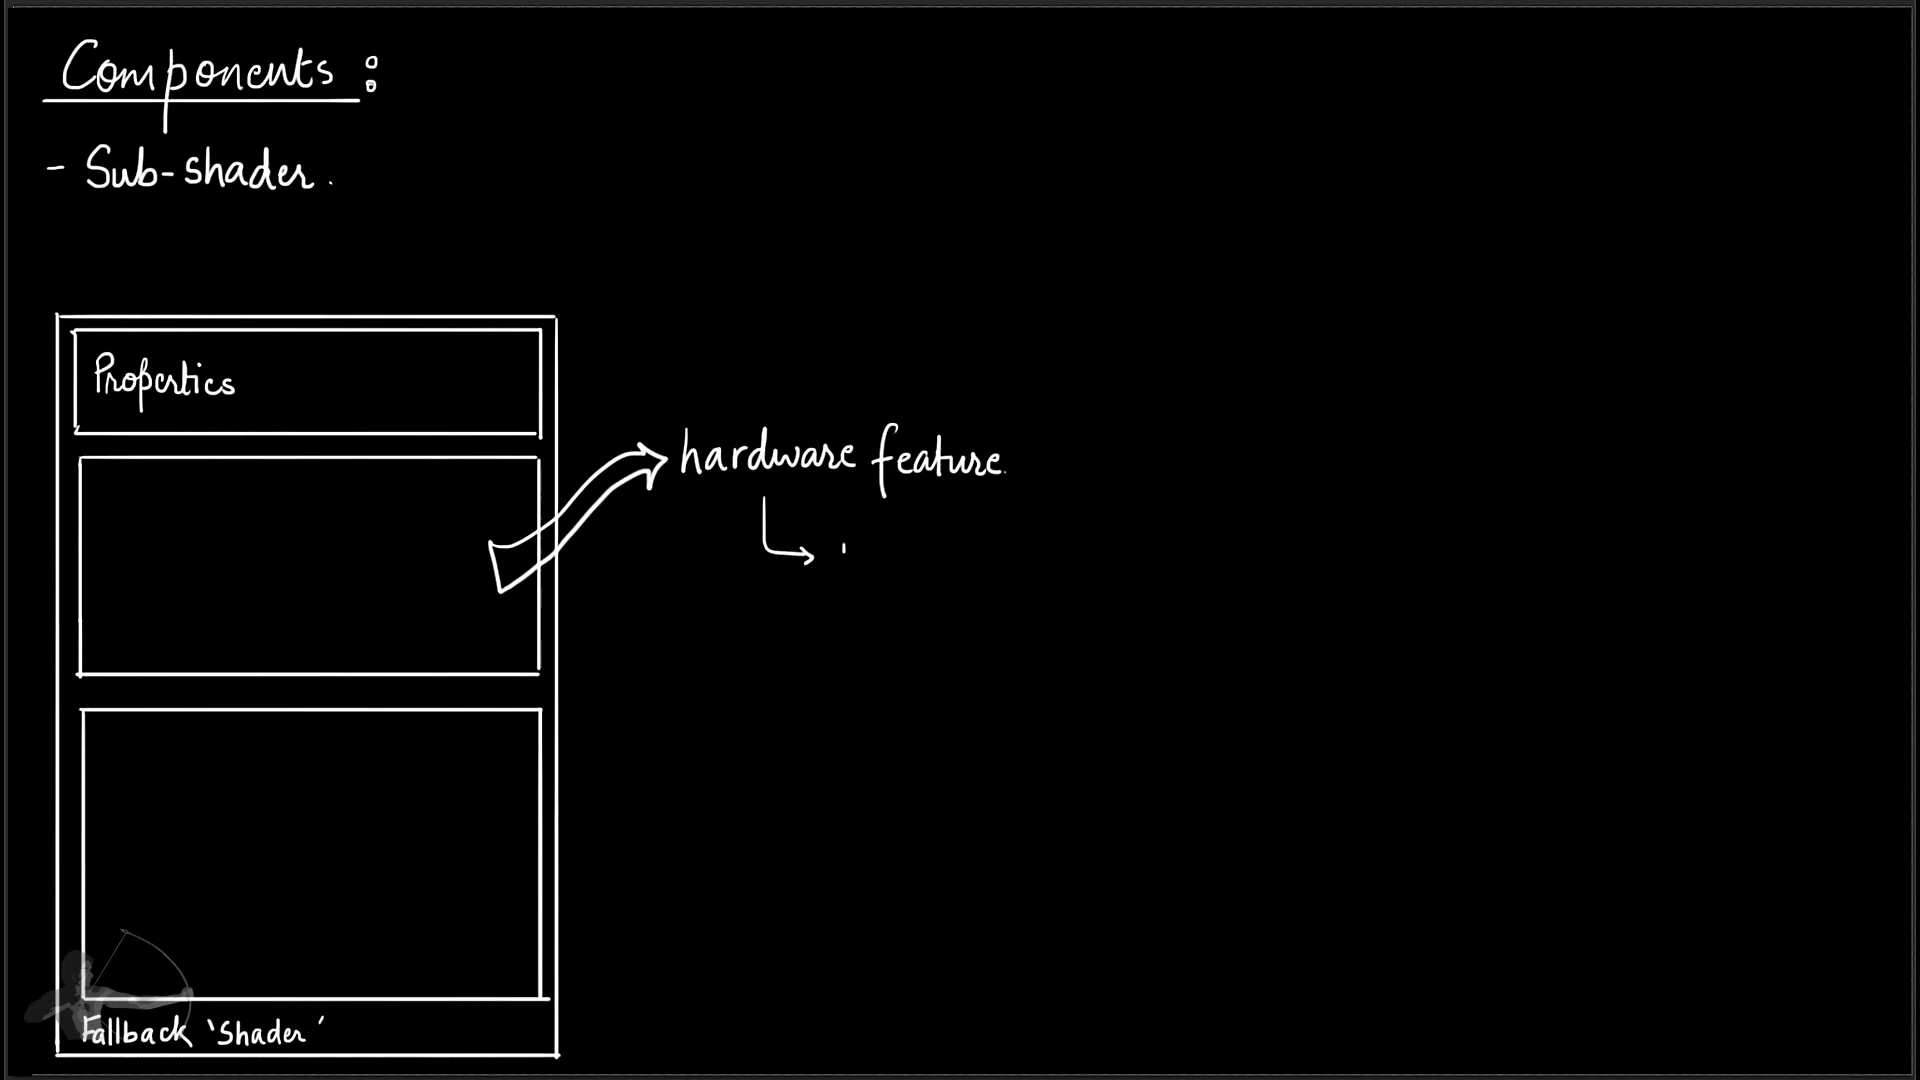 Components :
- Sub-shader.
Properties
hardware feature.
Fallback 'Shader'